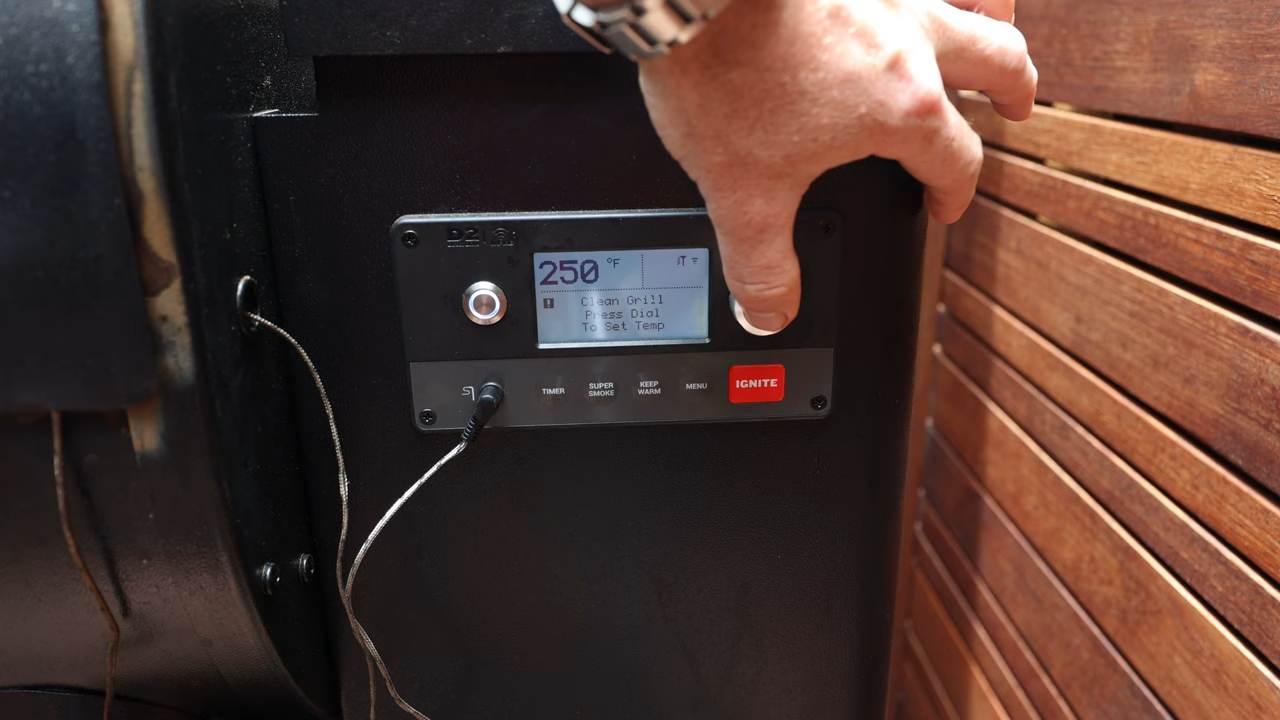 D2
250 °F
Clean Grill
Press Dial
To Set Temp
TIMER
SUPER
SMOKE
KEEP
WARM
MENU
IGNITE